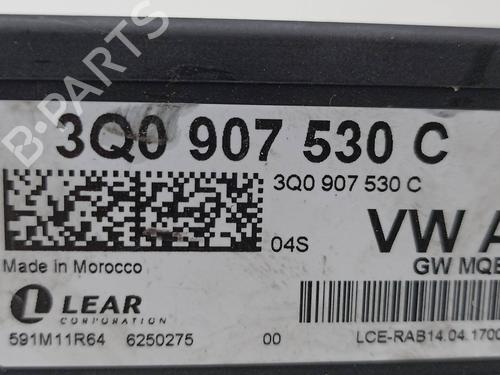 3Q0 907 530 C
3Q0 907 530 C
04S
VW A
GW MQB
Made in Morocco
LEAR
CORPORATION
591M11R64 6250275 00 LCE-RAB14.04.1700
B-PARTS